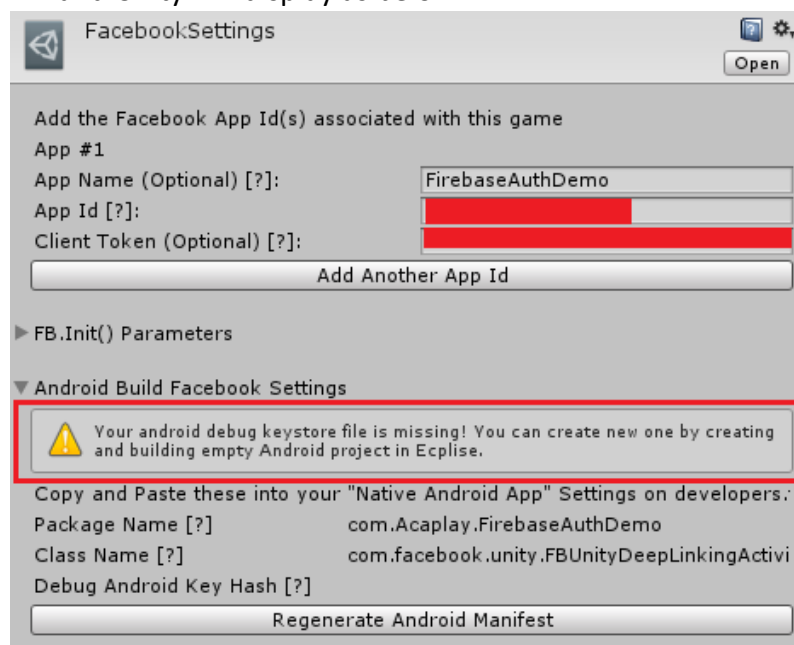 FacebookSettings
Open
Add the Facebook App Id(s) associated with this game
App #1
App Name (Optional) [?]: FirebaseAuthDemo
App Id [?]:
Client Token (Optional) [?]:
Add Another App Id
FB.Init() Parameters
Android Build Facebook Settings
Your android debug keystore file is missing! You can create new one by creating
and building empty Android project in Ecplise.
Copy and Paste these into your "Native Android App" Settings on developers.
Package Name [?] com.Acaplay.FirebaseAuthDemo
Class Name [?] com.facebook.unity.FBUnityDeepLinkingActivi
Debug Android Key Hash [?]
Regenerate Android Manifest